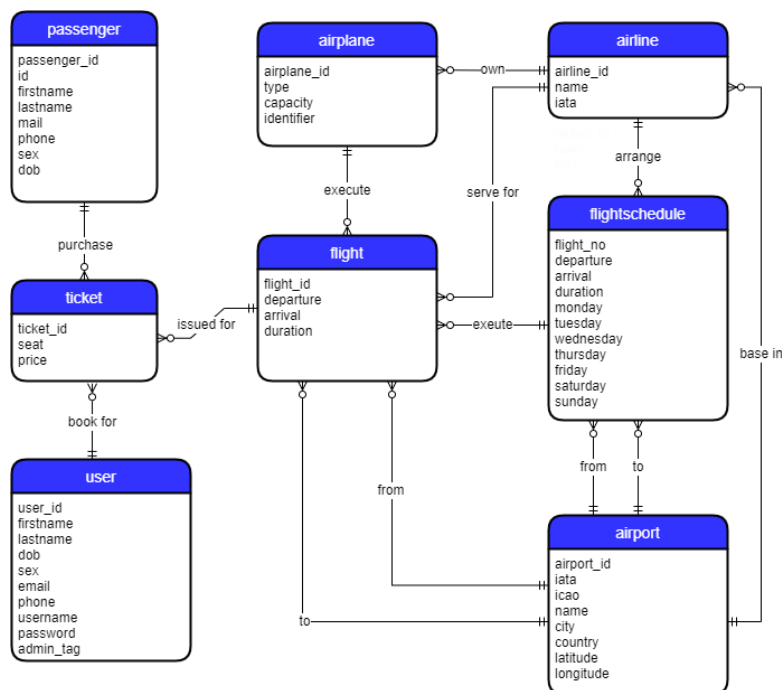 passenger
passenger_id
id
firstname
lastname
mail
phone
sex
dob
airplane
airplane_id
type
capacity
identifier
own
airline
airline_id
name
iata
purchase
execute
serve for
arrange
ticket
ticket_id
seat
price
issued for
flight
flight_id
departure
arrival
duration
exeute
flightschedule
flight_no
departure
arrival
duration
monday
tuesday
wednesday
thursday
friday
saturday
sunday
base in
book for
user
user_id
firstname
lastname
dob
sex
email
phone
username
password
admin_tag
from
to
from
to
airport
airport_id
iata
icao
name
city
country
latitude
longitude